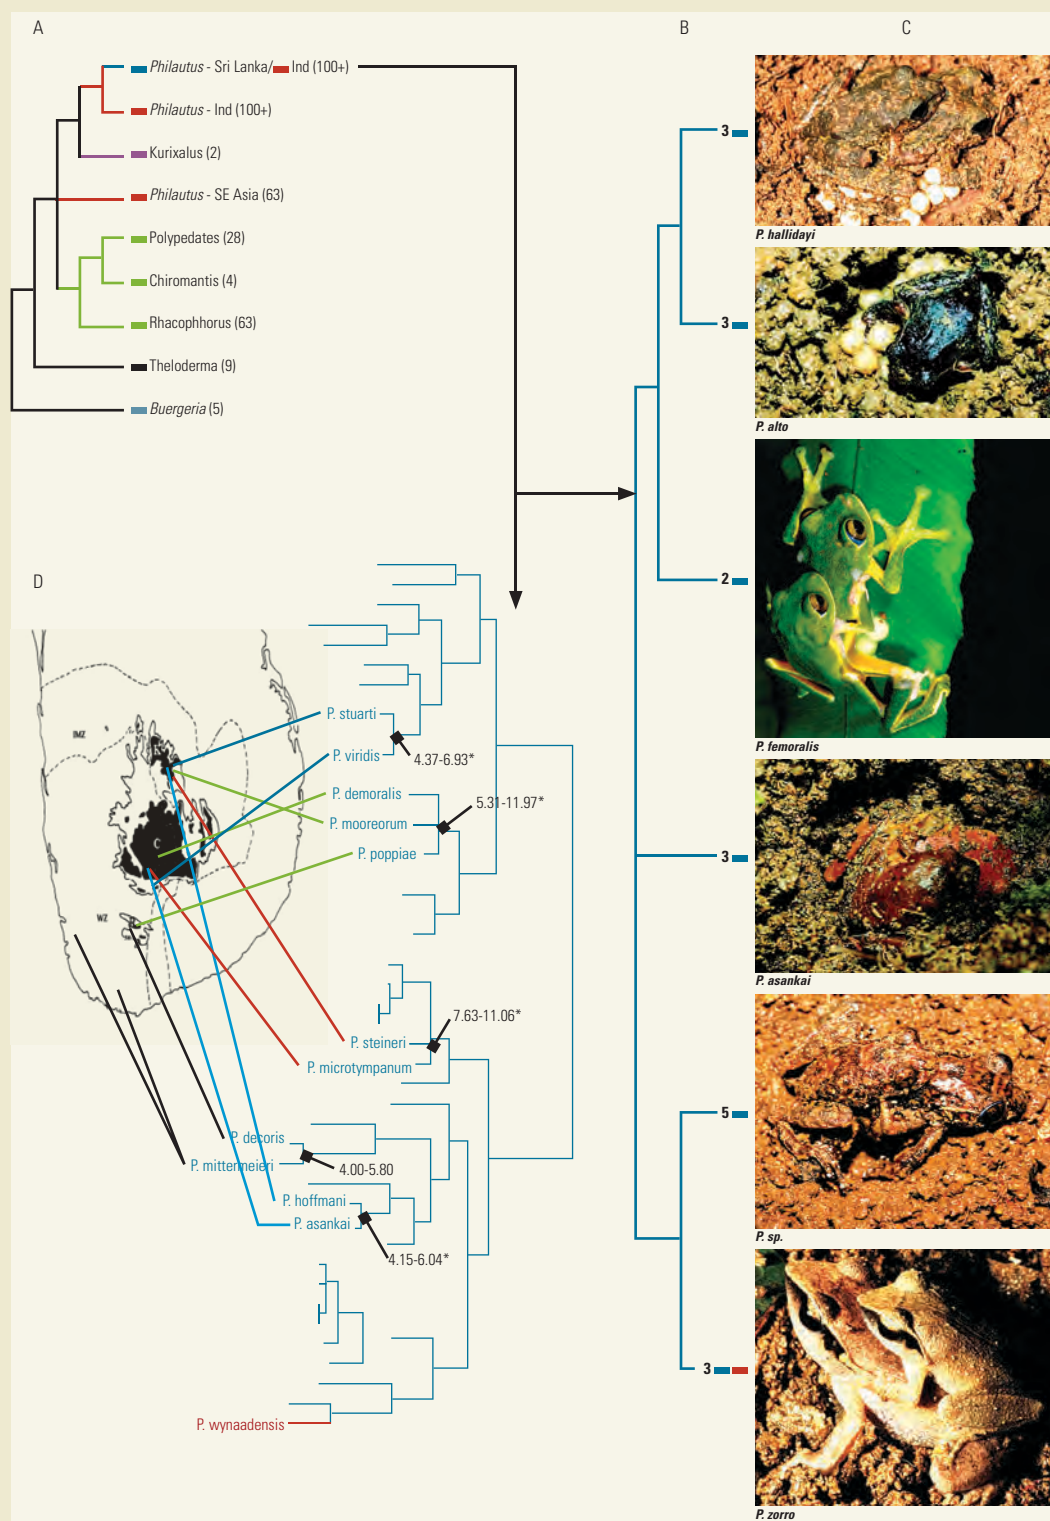 A
B
C
Philautus - Sri Lanka/ Ind (100+)
Philautus - Ind (100+)
Kurixalus (2)
Philautus - SE Asia (63)
Polypedates (28)
Chiromantis (4)
Rhacophhorus (63)
Theloderma (9)
Buergeria (5)
3
P. hallidayi
3
P. alto
2
P. femoralis
3
P. asankai
5
P. sp.
3
P. zorro
D
IMZ
C
WZ
P. stuarti
P. viridis
4.37-6.93*
P. demoralis
5.31-11.97*
P. mooreorum
P. poppiae
7.63-11.06*
P. steineri
P. microtympanum
P. decoris
P. mittermeieri
4.00-5.80
P. hoffmani
P. asankai
4.15-6.04*
P. wynaadensis